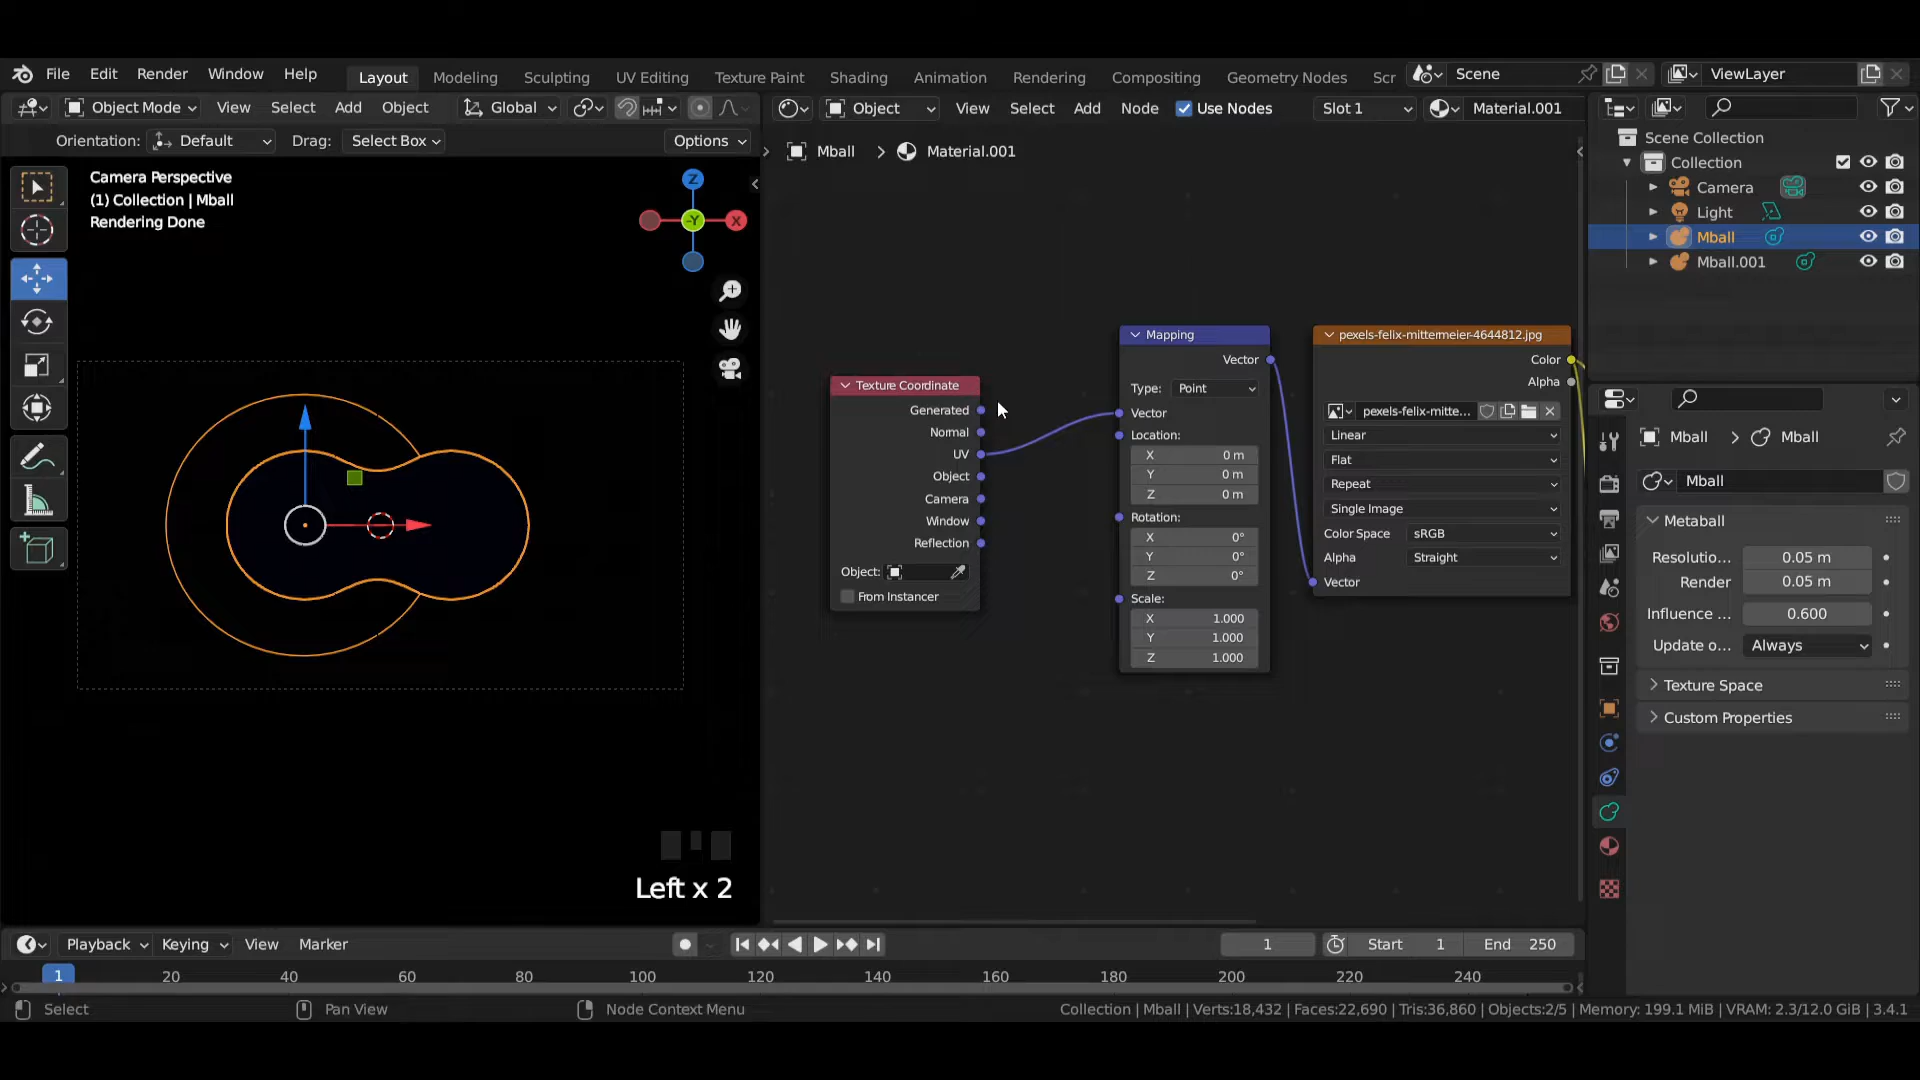 File Edit Render Window Help Layout Modeling Sculpting UV Editing Texture Paint Shading Animation Rendering Compositing Geometry Nodes Scr Scene ViewLayer
Object Mode View Select Add Object Global Object View Select Add Node Use Nodes Slot 1 Material.001
Orientation: Default Drag: Select Box Options
Mball > Material.001
Camera Perspective
(1) Collection | Mball
Rendering Done
Z
-Y
X
Scene Collection
Collection
Camera
Light
Mball
Mball.001
Texture Coordinate
Generated
Normal
UV
Object
Camera
Window
Reflection
Object:
From Instancer
Mapping
Vector
Type: Point
Vector
Location:
X 0 m
Y 0 m
Z 0 m
Rotation:
X 0°
Y 0°
Z 0°
Scale:
X 1.000
Y 1.000
Z 1.000
pexels-felix-mittermeier-4644812.jpg
Color
Alpha
pexels-felix-mitte...
Linear
Flat
Repeat
Single Image
Color Space sRGB
Alpha Straight
Vector
Mball > Mball
Mball
Metaball
Resolutio... 0.05 m
Render 0.05 m
Influence ... 0.600
Update o... Always
Texture Space
Custom Properties
Left x 2
Playback Keying View Marker 1 Start 1 End 250
1 20 40 60 80 100 120 140 160 180 200 220 240
Select Pan View Node Context Menu Collection | Mball | Verts:18,432 | Faces:22,690 | Tris:36,860 | Objects:2/5 | Memory: 199.1 MiB | VRAM: 2.3/12.0 GiB | 3.4.1